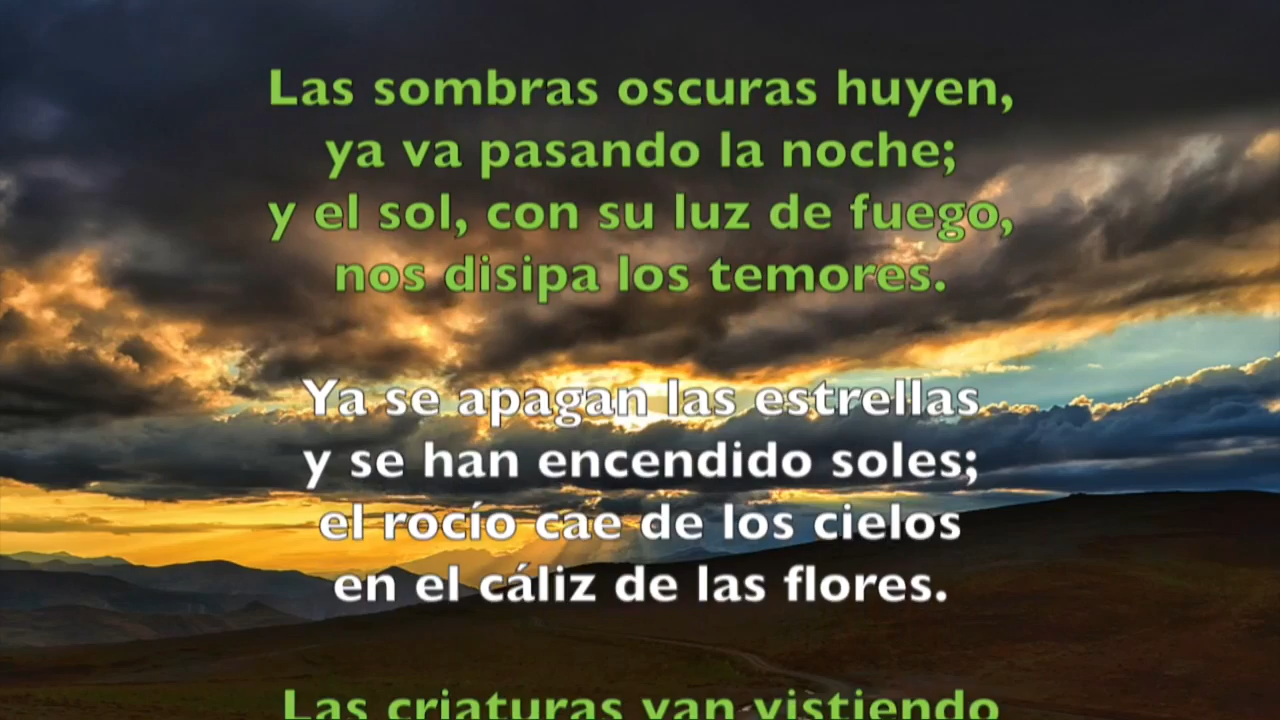 Las sombras oscuras huyen,
ya va pasando la noche;
y el sol, con su luz de fuego,
nos disipa los temores.
Ya se apagan las estrellas
y se han encendido soles;
el rocío cae de los cielos
en el cáliz de las flores.
Las criaturas van vistiendo